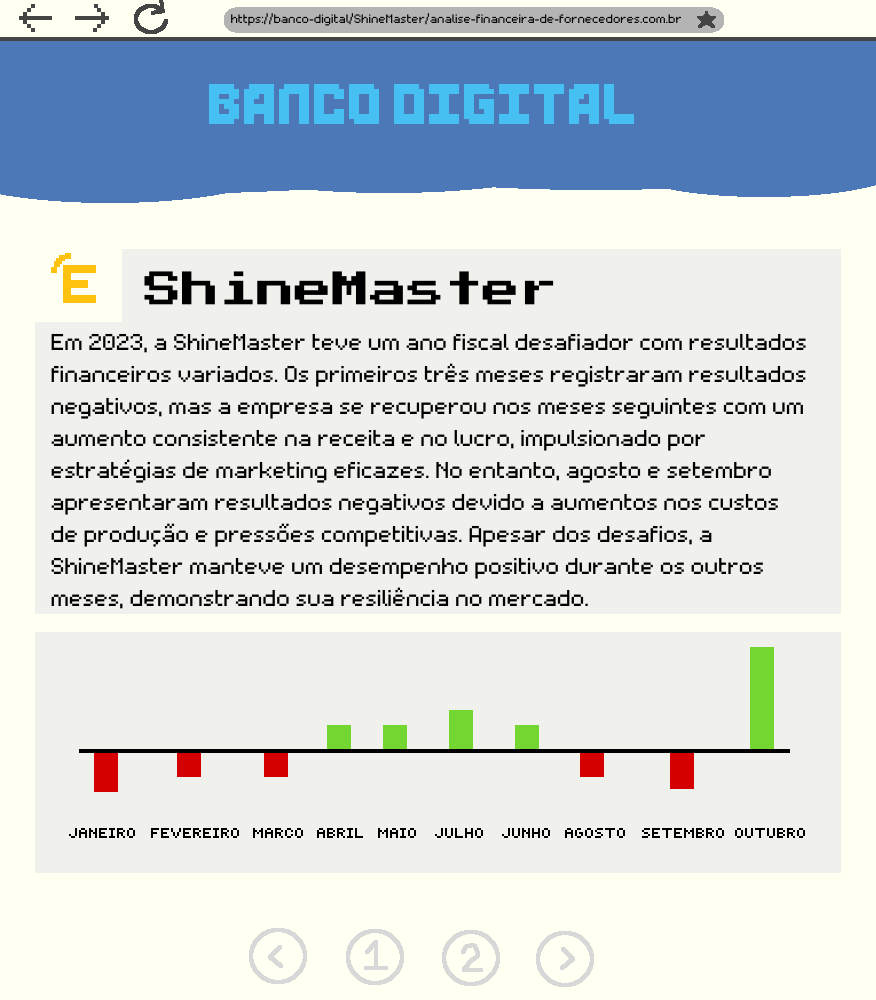 https://banco-digital/ShineMaster/analise-financeira-de-fornecedores.com.br
BANCO DIGITAL
E
ShineMaster
Em 2023, a ShineMaster teve um ano fiscal desafiador com resultados
financeiros variados. Os primeiros três meses registraram resultados
negativos, mas a empresa se recuperou nos meses seguintes com um
aumento consistente na receita e no lucro, impulsionado por
estratégias de marketing eficazes. No entanto, agosto e setembro
apresentaram resultados negativos devido a aumentos nos custos
de produção e pressões competitivas. Apesar dos desafios, a
ShineMaster manteve um desempenho positivo durante os outros
meses, demonstrando sua resiliência no mercado.
JANEIRO FEVEREIRO MARCO ABRIL MAIO JULHO JUNHO AGOSTO SETEMBRO OUTUBRO
< 1 2 >